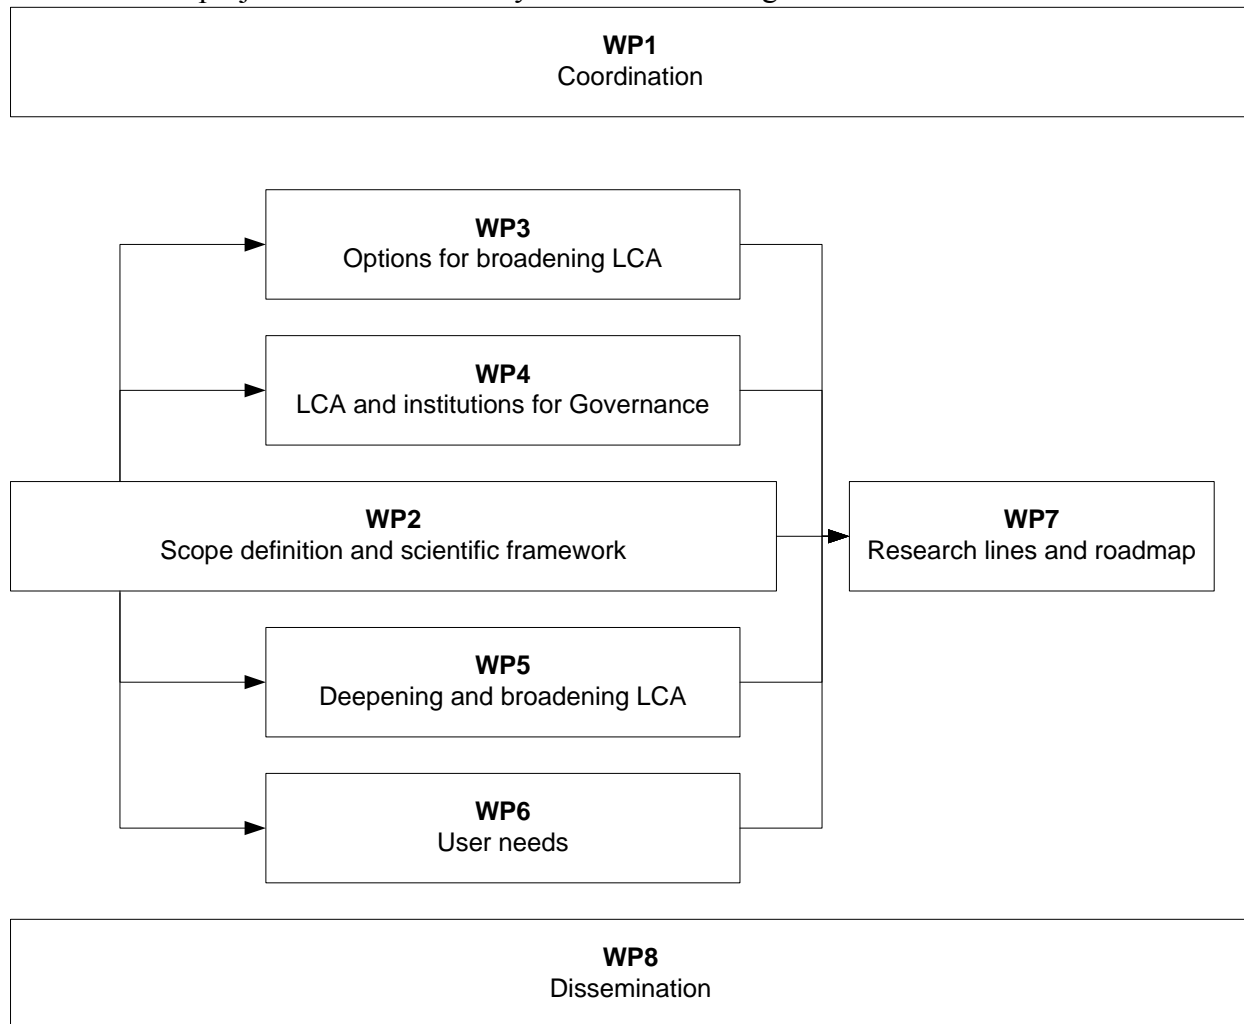 WP1
Coordination
WP3
Options for broadening LCA
WP4
LCA and institutions for Governance
WP2
Scope definition and scientific framework
WP7
Research lines and roadmap
WP5
Deepening and broadening LCA
WP6
User needs
WP8
Dissemination